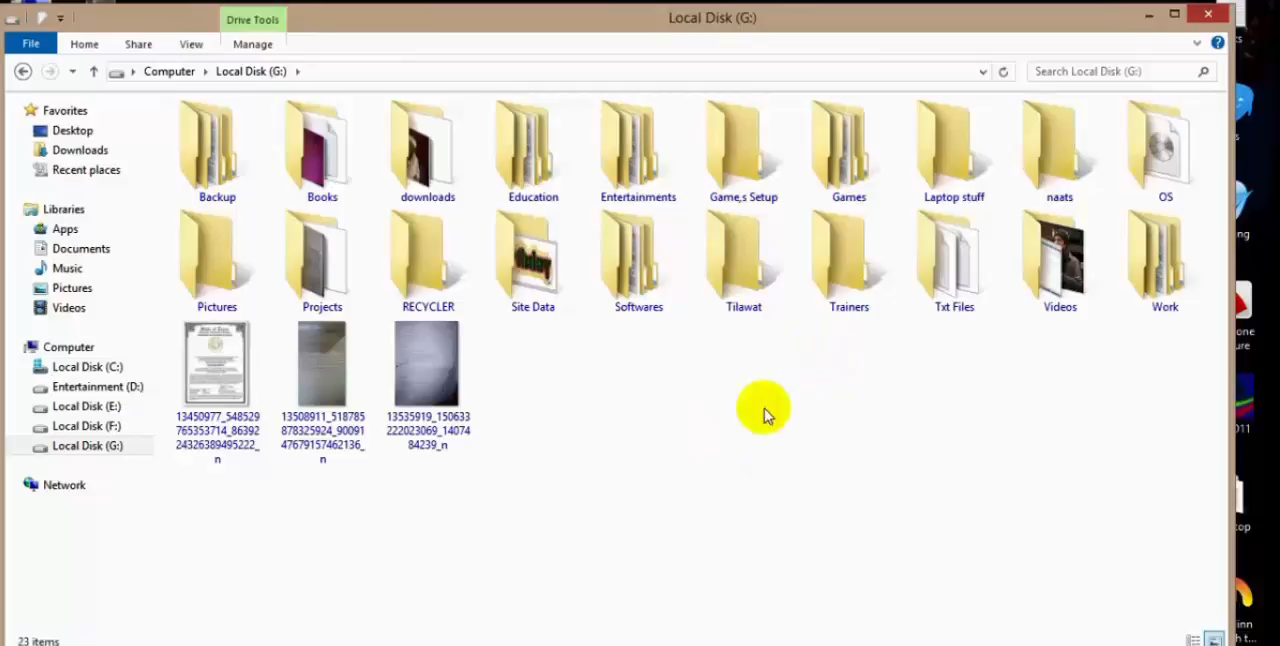 Drive Tools
Local Disk (G:)
File
Home
Share
View
Manage
Computer
Local Disk (G:)
Search Local Disk (G:)
Favorites
Desktop
Downloads
Recent places
Libraries
Apps
Documents
Music
Pictures
Videos
Computer
Local Disk (C:)
Entertainment (D:)
Local Disk (E:)
Local Disk (F:)
Local Disk (G:)
Network
Backup
Books
downloads
Education
Entertainments
Game,s Setup
Games
Laptop stuff
naats
OS
Pictures
Projects
RECYCLER
Site Data
Softwares
Tilawat
Trainers
Txt Files
Videos
Work
13450977_548529
765353714_86392
24326389495222_
n
13508911_518785
878325924_90091
47679157462136_
n
13535919_150633
222023069_14074
84239_n
23 items